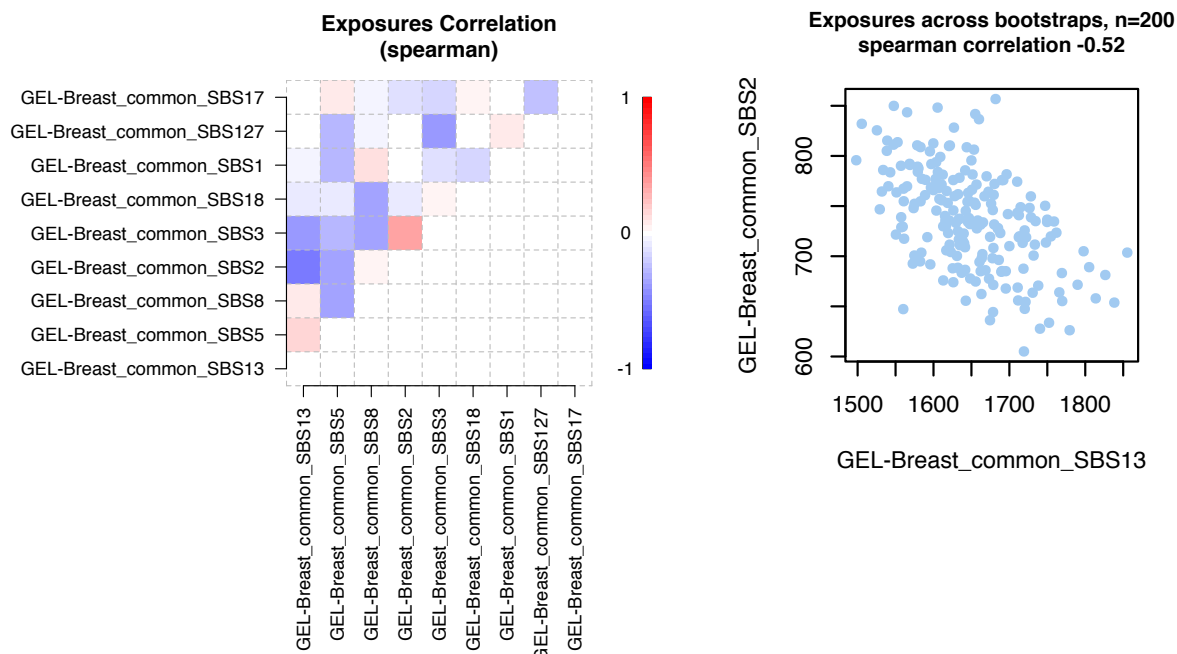 Exposures Correlation
(spearman)
GEL-Breast_common_SBS17
GEL-Breast_common_SBS127
GEL-Breast_common_SBS1
GEL-Breast_common_SBS18
GEL-Breast_common_SBS3
GEL-Breast_common_SBS2
GEL-Breast_common_SBS8
GEL-Breast_common_SBS5
GEL-Breast_common_SBS13
GEL-Breast_common_SBS13
GEL-Breast_common_SBS5
GEL-Breast_common_SBS8
GEL-Breast_common_SBS2
GEL-Breast_common_SBS3
GEL-Breast_common_SBS18
GEL-Breast_common_SBS1
GEL-Breast_common_SBS127
GEL-Breast_common_SBS17
1
0
-1
Exposures across bootstraps, n=200
spearman correlation -0.52
GEL-Breast_common_SBS2
800
700
600
1500 1600 1700 1800
GEL-Breast_common_SBS13